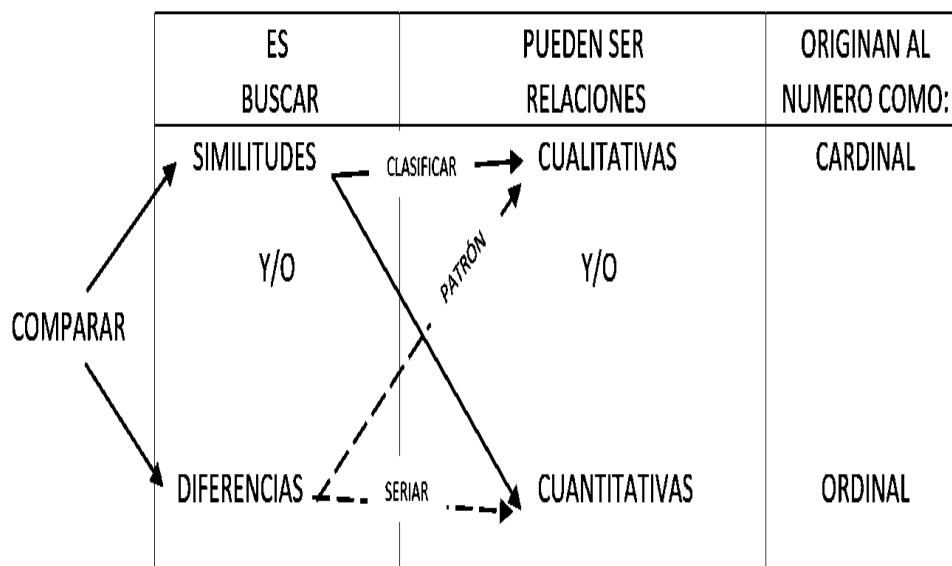 ES
BUSCAR
PUEDEN SER
RELACIONES
ORIGINAN AL
NUMERO COMO:
SIMILITUDES
CLASIFICAR
CUALITATIVAS
CARDINAL
Y/O
PATRÓN
Y/O
COMPARAR
DIFERENCIAS
SERIAR
CUANTITATIVAS
ORDINAL